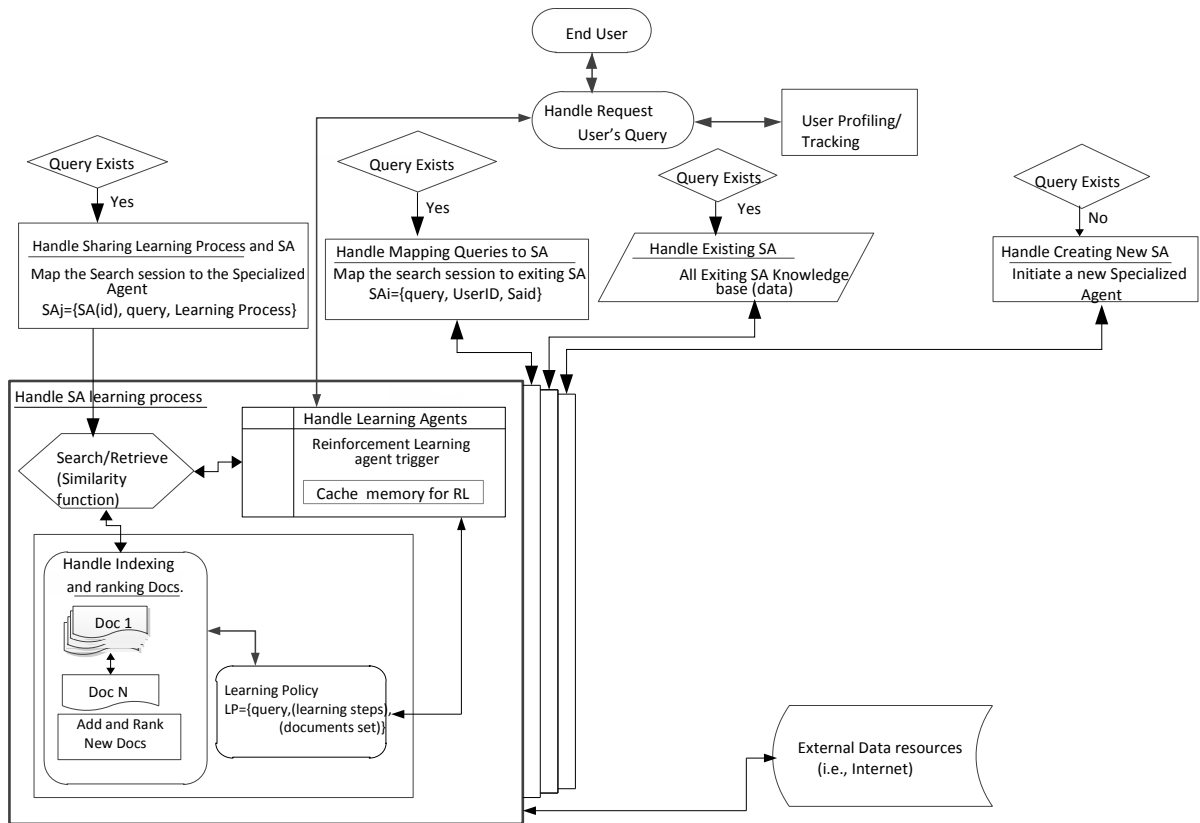 End User
Handle Request
User's Query
User Profiling/
Tracking
Query Exists
Yes
Handle Sharing Learning Process and SA
Map the Search session to the Specialized
Agent
SAj={SA(id), query, Learning Process}
Query Exists
Yes
Handle Mapping Queries to SA
Map the search session to exiting SA
SAi={query, UserID, Said}
Query Exists
Yes
Handle Existing SA
All Exiting SA Knowledge
base (data)
Query Exists
No
Handle Creating New SA
Initiate a new Specialized
Agent
Handle SA learning process
Search/Retrieve
(Similarity
function)
Handle Learning Agents
Reinforcement Learning
agent trigger
Cache memory for RL
Handle Indexing
and ranking Docs.
Doc 1
Doc N
Add and Rank
New Docs
Learning Policy
LP={query,(learning steps),
(documents set)}
External Data resources
(i.e., Internet)